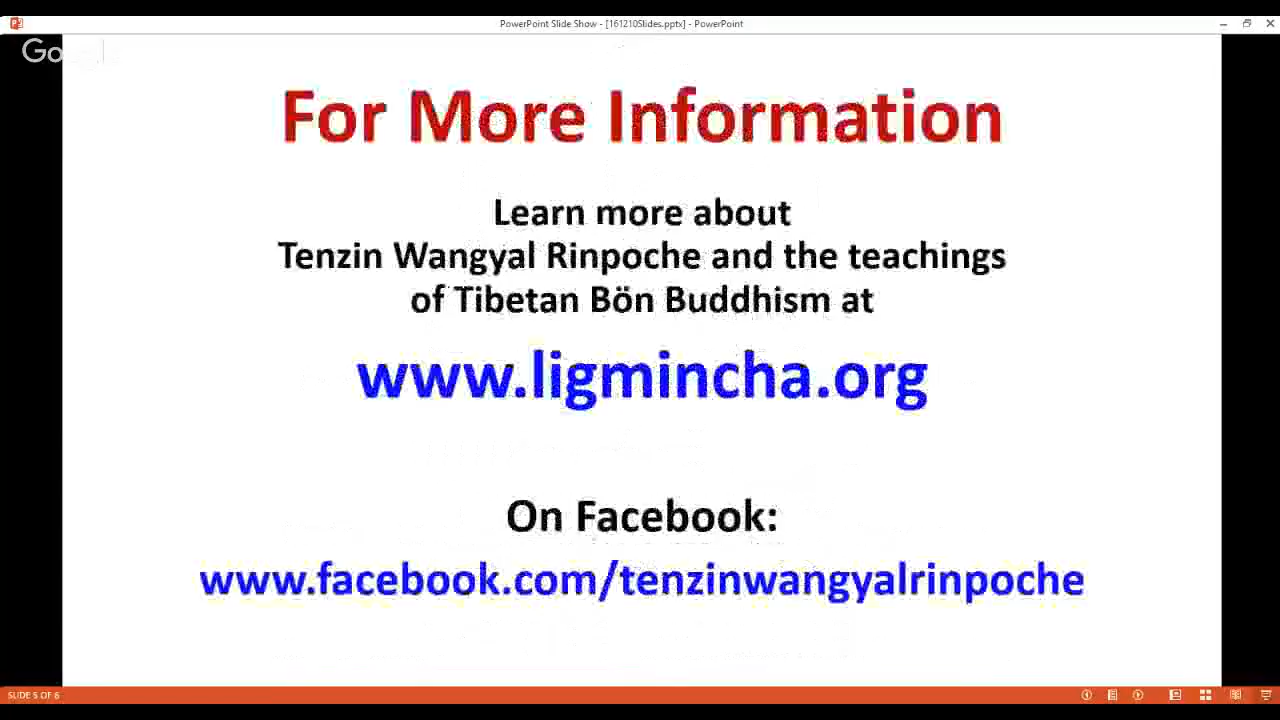 PowerPoint Slide Show - [161210Slides.pptx] - PowerPoint
For More Information
Learn more about
Tenzin Wangyal Rinpoche and the teachings
of Tibetan Bön Buddhism at
www.ligmincha.org
On Facebook:
www.facebook.com/tenzinwangyalrinpoche
SLIDE 5 OF 6